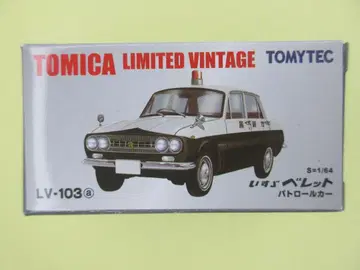 TOMICA LIMITED VINTAGE TOMYTEC
LV-103ⓐ
S=1/64
いすゞ ベレット
パトロールカー